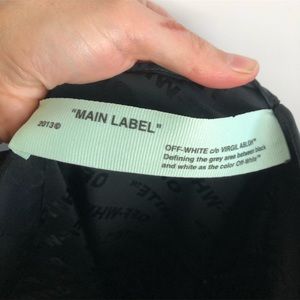 "MAIN LABEL"
2013©
OFF-WHITE c/o VIRGIL ABLOH™
Defining the grey area between black
and white as the color Off-White™